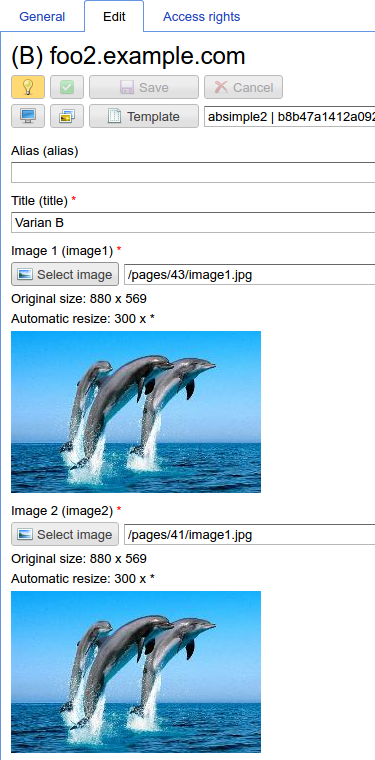 General Edit Access rights
(B) foo2.example.com
Save Cancel
Template absimple2 | b8b47a1412a092
Alias (alias)
Title (title) *
Varian B
Image 1 (image1) *
Select image /pages/43/image1.jpg
Original size: 880 x 569
Automatic resize: 300 x *
Image 2 (image2) *
Select image /pages/41/image1.jpg
Original size: 880 x 569
Automatic resize: 300 x *